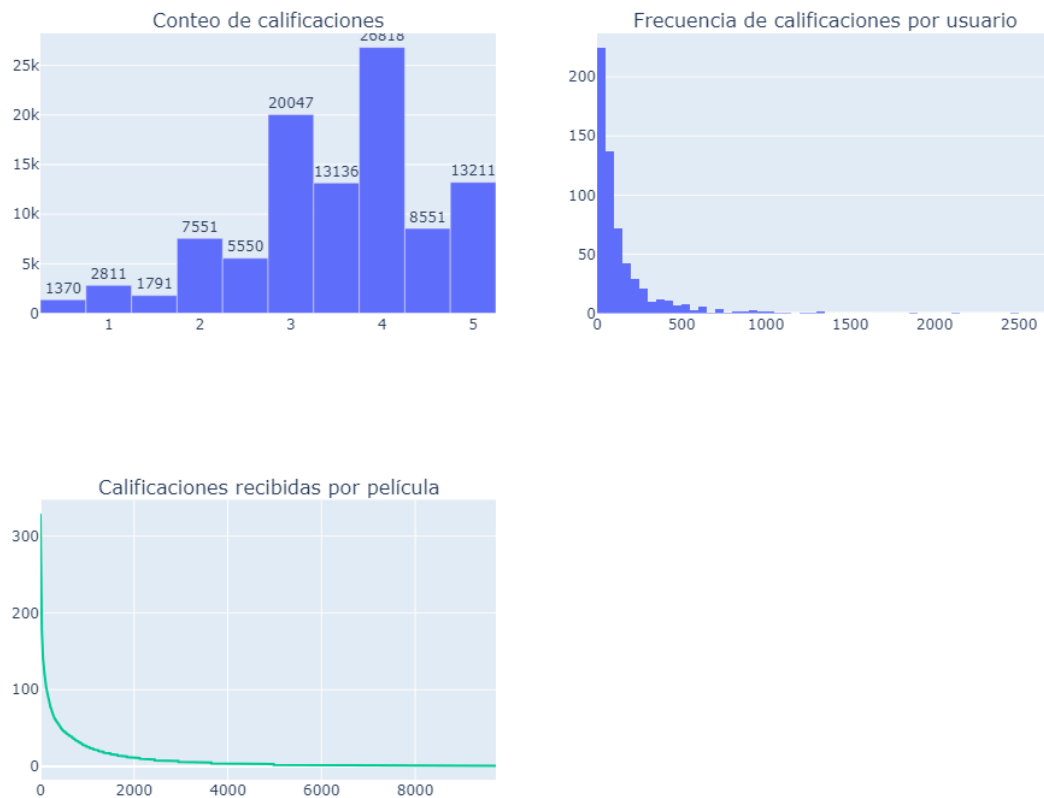 Conteo de calificaciones
25k
20k
15k
10k
5k
0
1370
2811
1791
7551
5550
20047
13136
26818
8551
13211
1 2 3 4 5
Frecuencia de calificaciones por usuario
200
150
100
50
0
0 500 1000 1500 2000 2500
Calificaciones recibidas por película
300
200
100
0
0 2000 4000 6000 8000